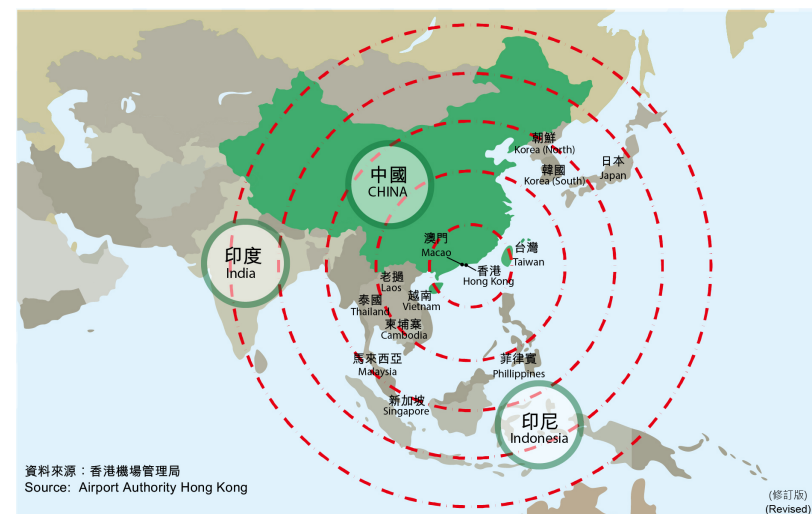 朝鮮
Korea (North)
日本
Japan
韓國
Korea (South)
中國
CHINA
澳門
Macao
台灣
Taiwan
印度
India
香港
Hong Kong
老撾
Laos
越南
Vietnam
泰國
Thailand
柬埔寨
Cambodia
馬來西亞
Malaysia
菲律賓
Phillippines
新加坡
Singapore
印尼
Indonesia
資料來源：香港機場管理局
Source: Airport Authority Hong Kong
(修訂版)
(Revised)